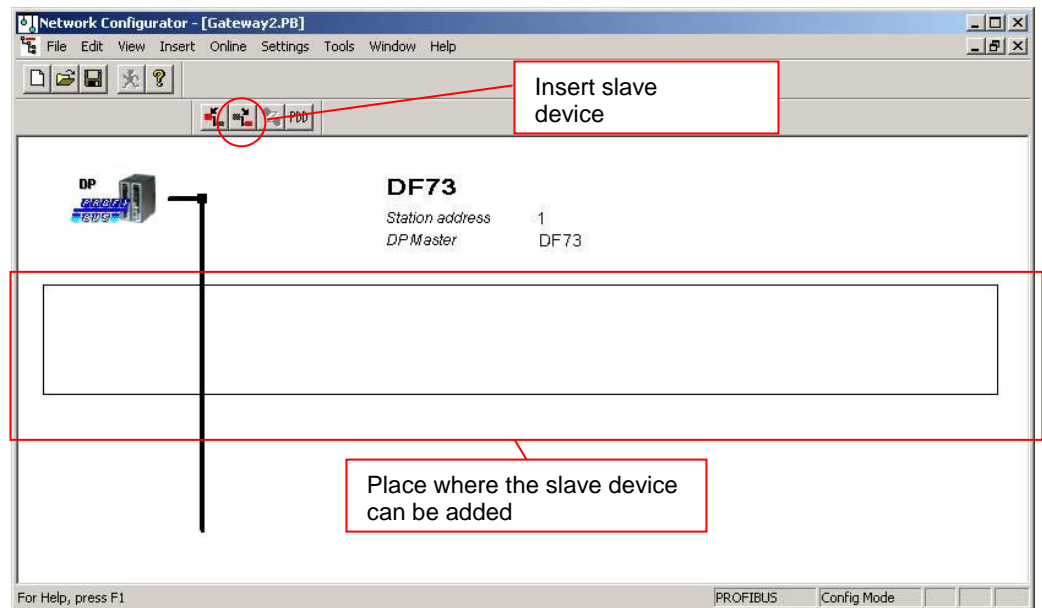 Network Configurator - [Gateway2.PB]
File Edit View Insert Online Settings Tools Window Help
Insert slave
device
PDD
DP
PROFI
BUS
DF73
Station address 1
DP Master DF73
Place where the slave device
can be added
For Help, press F1
PROFIBUS Config Mode